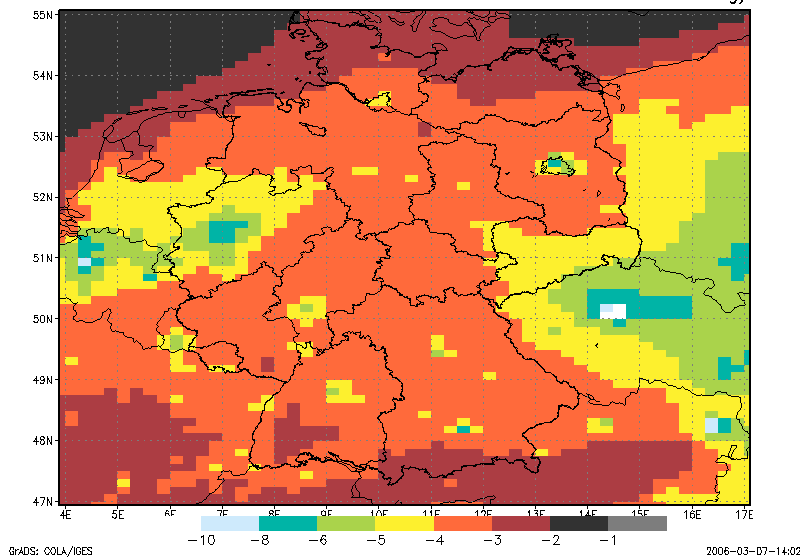 55N
54N
53N
52N
51N
50N
49N
48N
47N
4E 5E 6E 7E 8E 9E 10E 11E 12E 13E 14E 15E 16E 17E
-10 -8 -6 -5 -4 -3 -2 -1
GrADS: COLA/IGES 2006-03-07-14:02